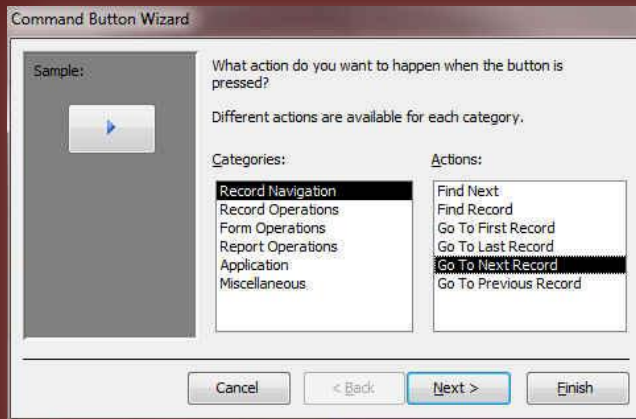 Command Button Wizard
Sample:
What action do you want to happen when the button is
pressed?
Different actions are available for each category.
Categories:
Actions:
Record Navigation
Record Operations
Form Operations
Report Operations
Application
Miscellaneous
Find Next
Find Record
Go To First Record
Go To Last Record
Go To Next Record
Go To Previous Record
Cancel
< Back
Next >
Finish